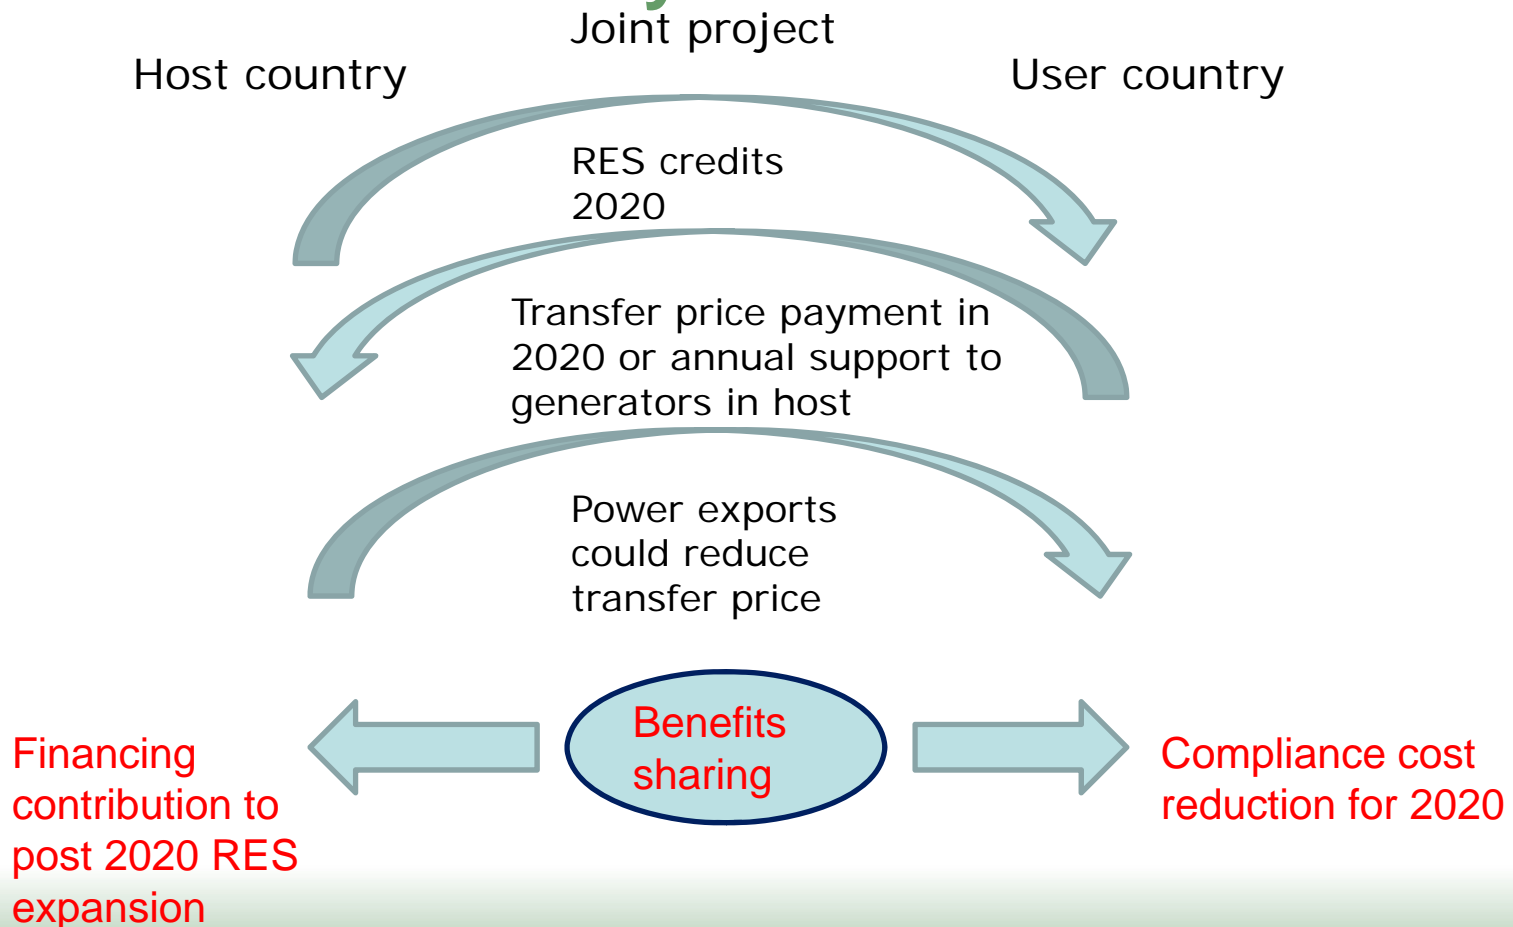 Joint project
Host country
User country
RES credits
2020
Transfer price payment in
2020 or annual support to
generators in host
Power exports
could reduce
transfer price
Benefits
sharing
Financing
contribution to
post 2020 RES
expansion
Compliance cost
reduction for 2020